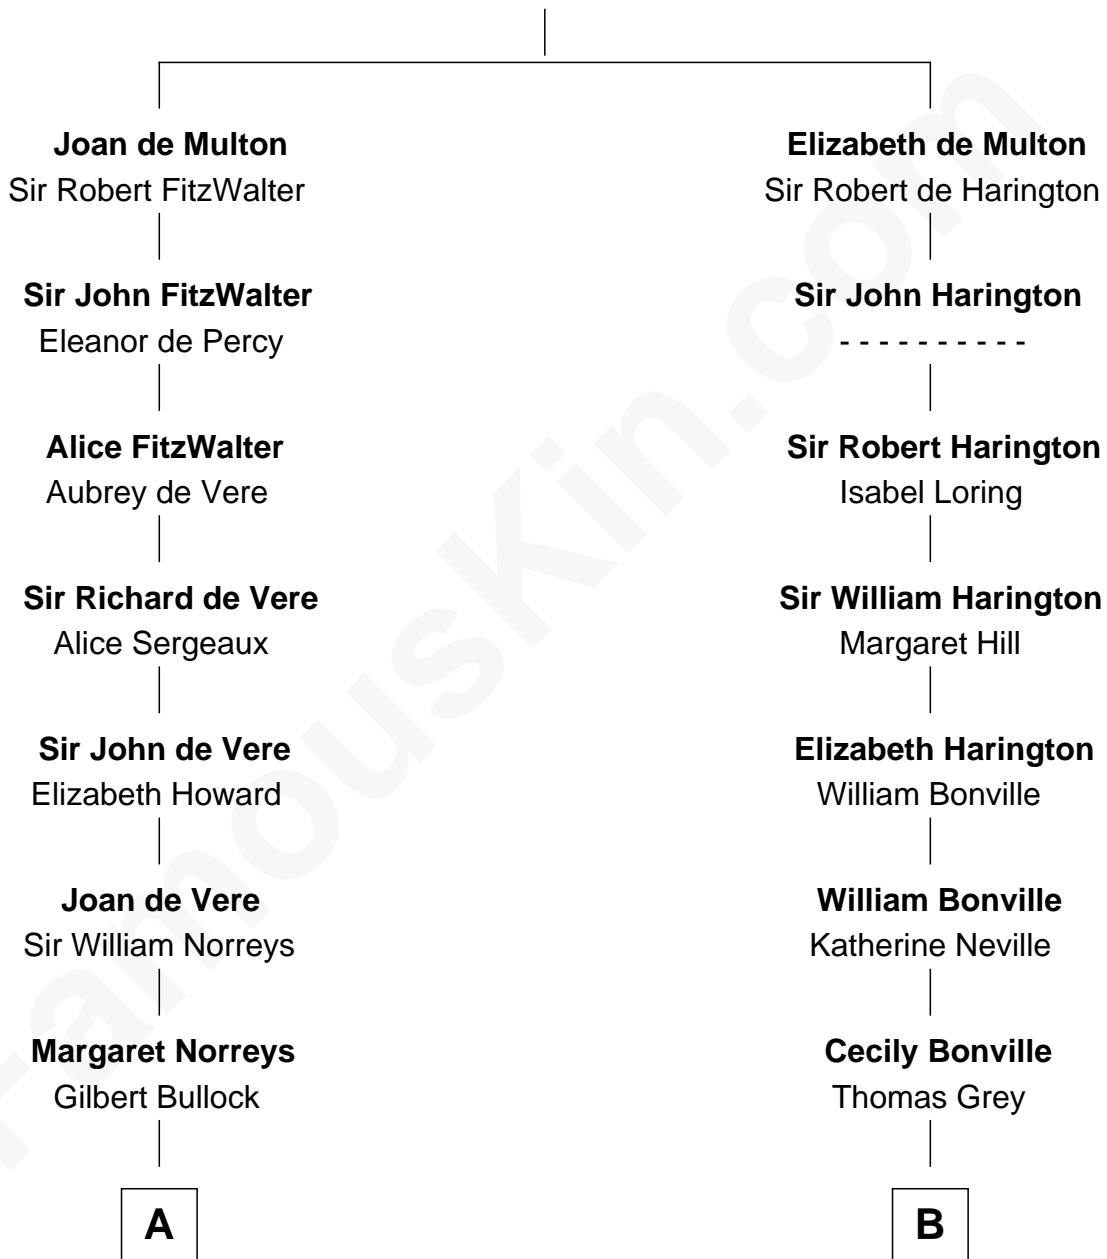 Joan de Multon
Sir Robert FitzWalter
Elizabeth de Multon
Sir Robert de Harington
Sir John FitzWalter
Eleanor de Percy
Sir John Harington
- - - - - - - - - -
Alice FitzWalter
Aubrey de Vere
Sir Robert Harington
Isabel Loring
Sir Richard de Vere
Alice Sergeaux
Sir William Harington
Margaret Hill
Sir John de Vere
Elizabeth Howard
Elizabeth Harington
William Bonville
Joan de Vere
Sir William Norreys
William Bonville
Katherine Neville
Margaret Norreys
Gilbert Bullock
Cecily Bonville
Thomas Grey
A
B
FamousKin.com